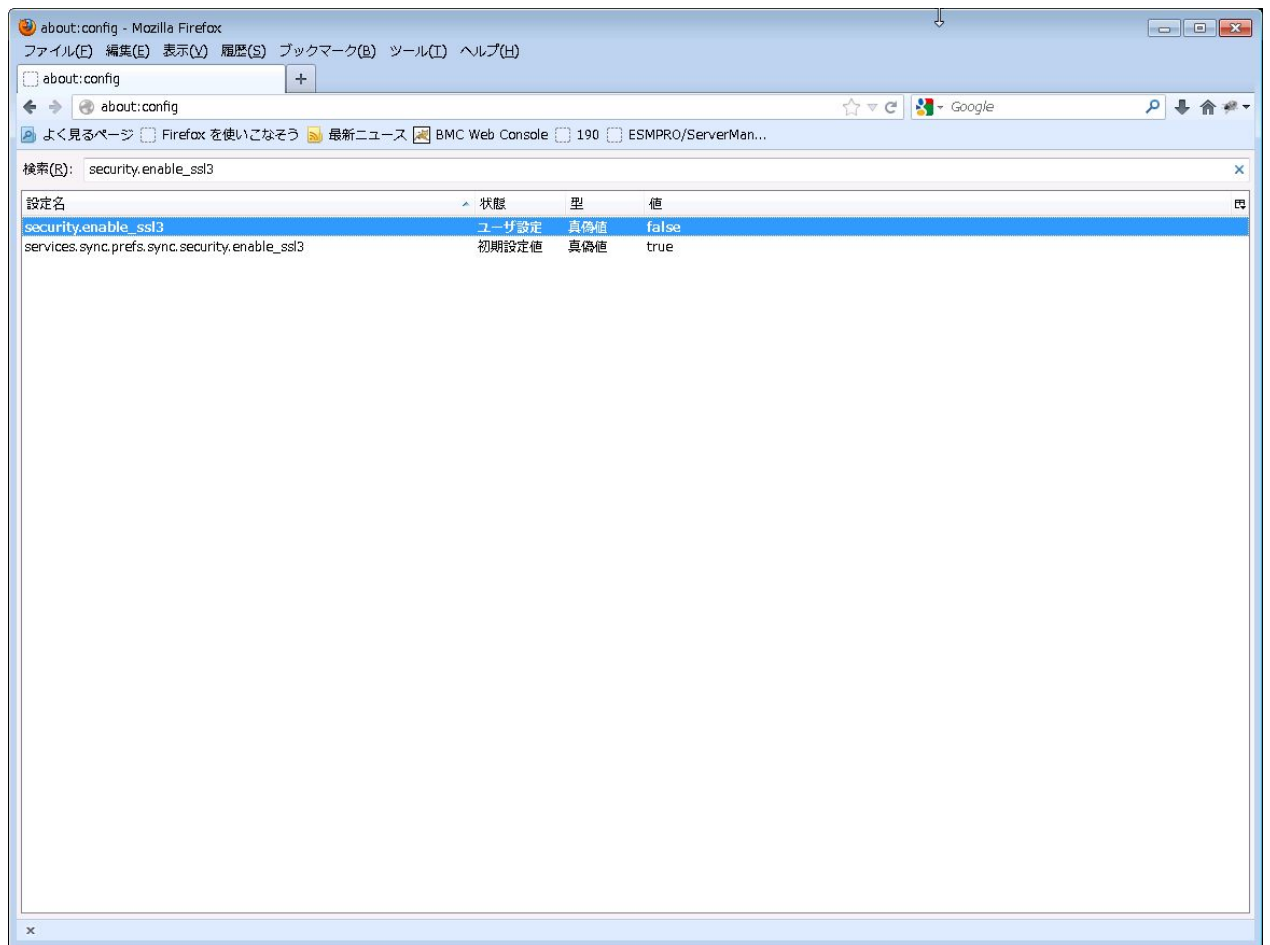 about:config - Mozilla Firefox
ファイル(F) 編集(E) 表示(V) 履歴(S) ブックマーク(B) ツール(T) ヘルプ(H)
about:config +
about:config Google
よく見るページ Firefox を使いこなそう 最新ニュース BMC Web Console 190 ESMPRO/ServerMan...
検索(R): security.enable_ssl3
設定名 状態 型 値
security.enable_ssl3 ユーザ設定 真偽値 false
services.sync.prefs.sync.security.enable_ssl3 初期設定値 真偽値 true